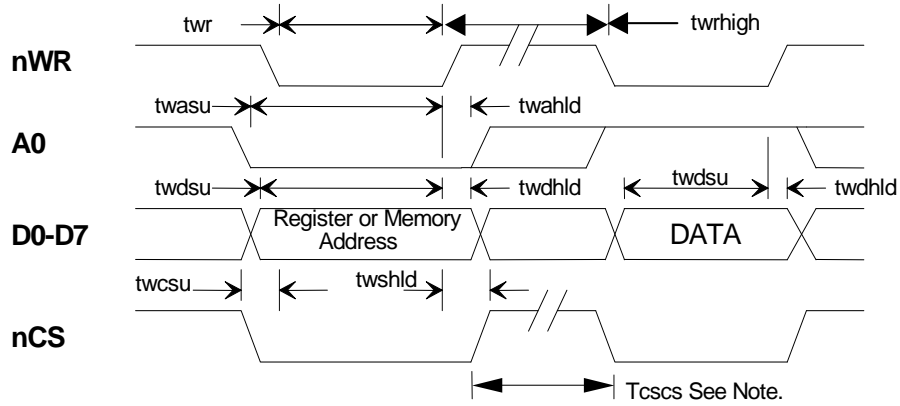 twr
twrhigh
nWR
twasu
twahld
A0
twdsu
twdhld
twdsu
twdhld
D0-D7
Register or Memory
Address
DATA
twcsu
twshld
nCS
Tcscs See Note.